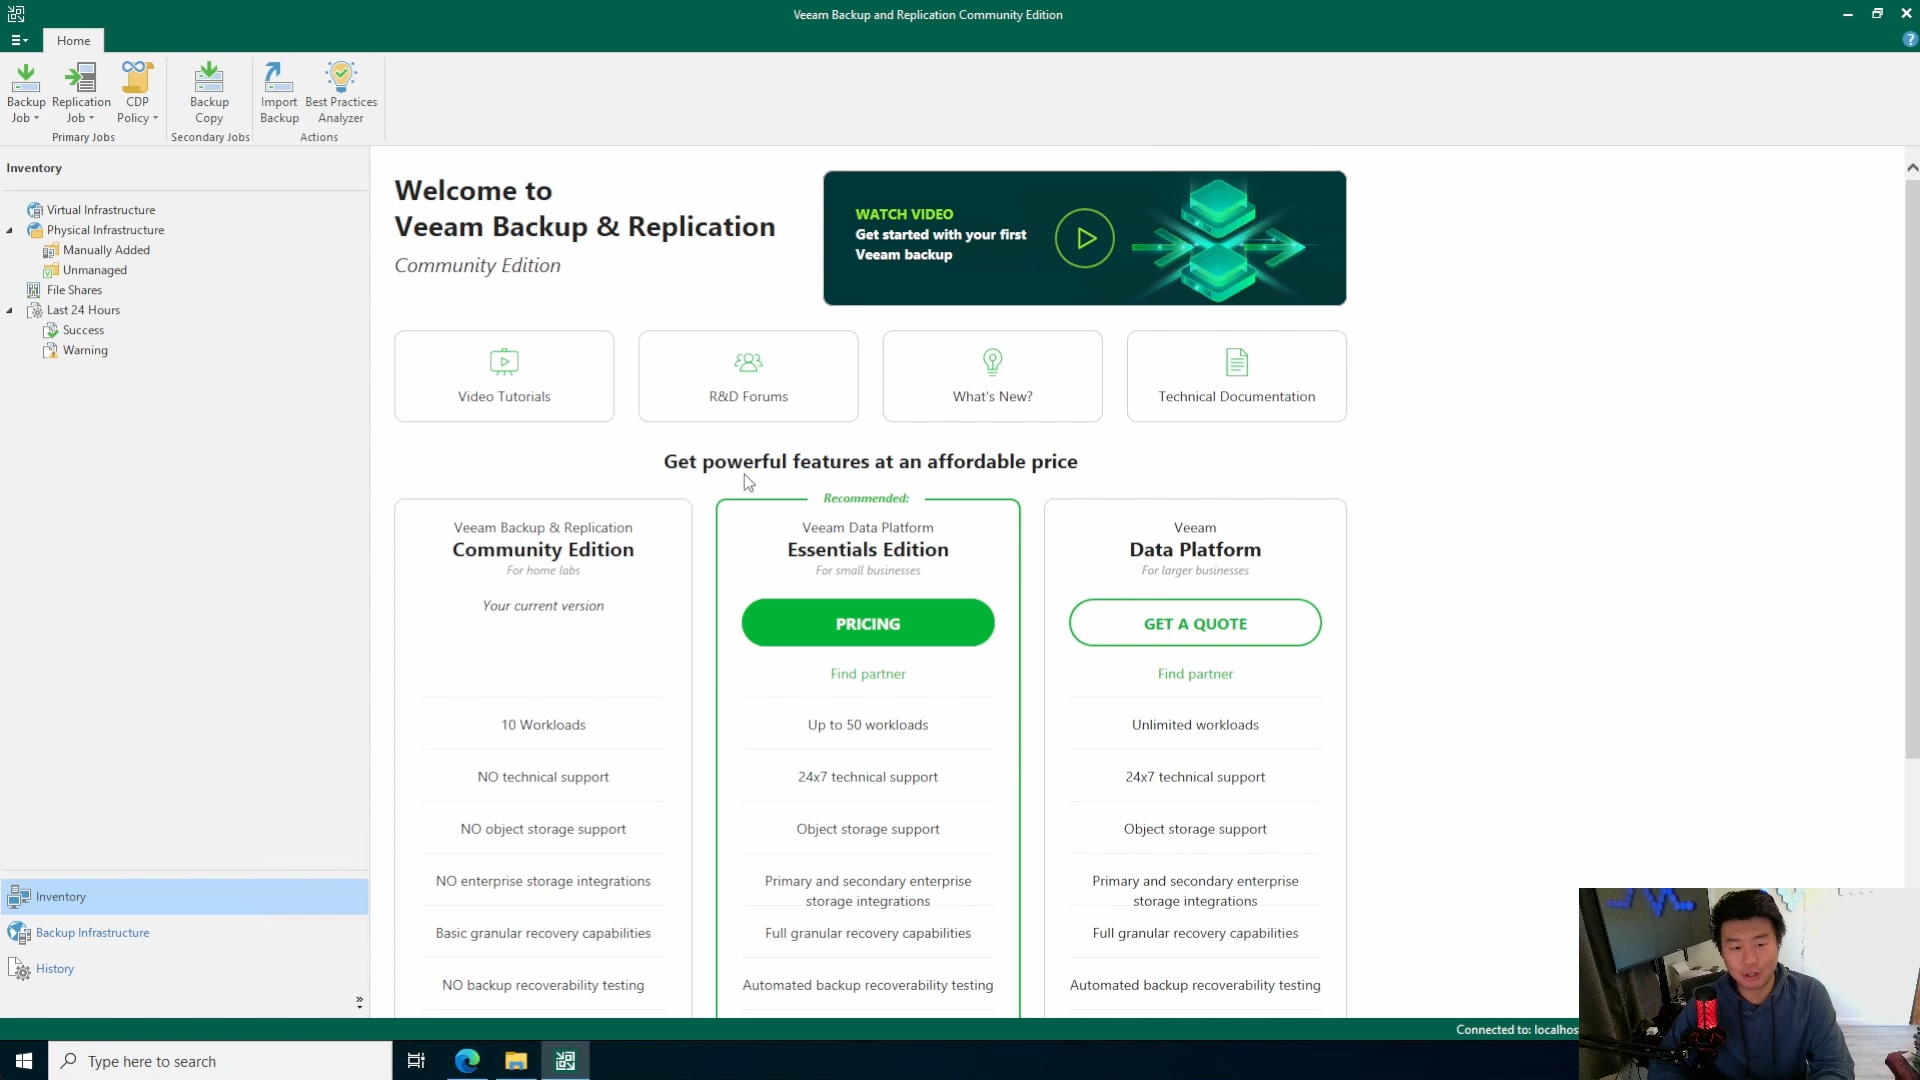 Veeam Backup and Replication Community Edition
Home
Backup Job
Replication Job
CDP Policy
Backup Copy
Import Backup
Best Practices Analyzer
Primary Jobs
Secondary Jobs
Actions
Inventory
Virtual Infrastructure
Physical Infrastructure
Manually Added
Unmanaged
File Shares
Last 24 Hours
Success
Warning
Inventory
Backup Infrastructure
History
Welcome to
Veeam Backup & Replication
Community Edition
WATCH VIDEO
Get started with your first
Veeam backup
Video Tutorials
R&D Forums
What's New?
Technical Documentation
Get powerful features at an affordable price
Veeam Backup & Replication
Community Edition
For home labs
Your current version
10 Workloads
NO technical support
NO object storage support
NO enterprise storage integrations
Basic granular recovery capabilities
NO backup recoverability testing
Recommended:
Veeam Data Platform
Essentials Edition
For small businesses
PRICING
Find partner
Up to 50 workloads
24x7 technical support
Object storage support
Primary and secondary enterprise
storage integrations
Full granular recovery capabilities
Automated backup recoverability testing
Veeam
Data Platform
For larger businesses
GET A QUOTE
Find partner
Unlimited workloads
24x7 technical support
Object storage support
Primary and secondary enterprise
storage integrations
Full granular recovery capabilities
Automated backup recoverability testing
Connected to: localhos
Type here to search